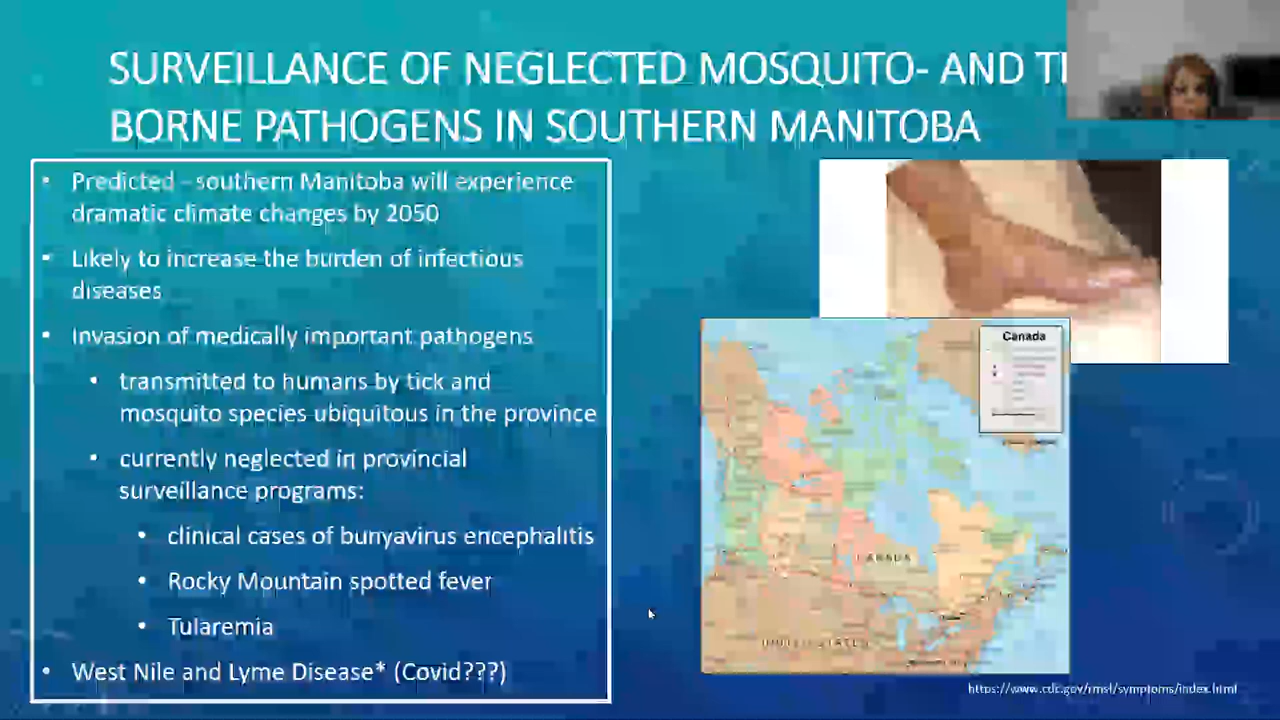 SURVEILLANCE OF NEGLECTED MOSQUITO- AND
BORNE PATHOGENS IN SOUTHERN MANITOBA
• Predicted - southern Manitoba will experience
dramatic climate changes by 2050
• Likely to increase the burden of infectious
diseases
• Invasion of medically important pathogens
• transmitted to humans by tick and
mosquito species ubiquitous in the province
• currently neglected in provincial
surveillance programs:
• clinical cases of bunyavirus encephalitis
• Rocky Mountain spotted fever
• Tularemia
• West Nile and Lyme Disease* (Covid???)
Canada
CANADA
UNITED STATES
https://www.cdc.gov/rmsf/symptoms/index.html